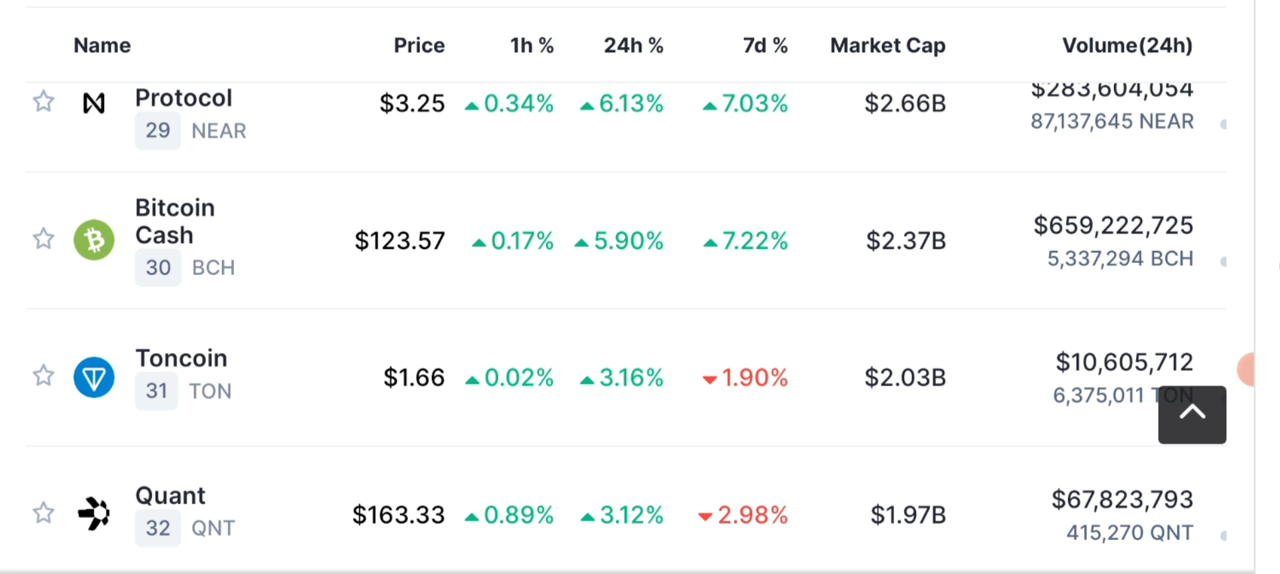 Name Price 1h % 24h % 7d % Market Cap Volume(24h)
Protocol $3.25 0.34% 6.13% 7.03% $2.66B $283,604,054
29 NEAR 87,137,645 NEAR
Bitcoin
Cash $123.57 0.17% 5.90% 7.22% $2.37B $659,222,725
30 BCH 5,337,294 BCH
Toncoin $1.66 0.02% 3.16% 1.90% $2.03B $10,605,712
31 TON 6,375,011 TON
Quant $163.33 0.89% 3.12% 2.98% $1.97B $67,823,793
32 QNT 415,270 QNT